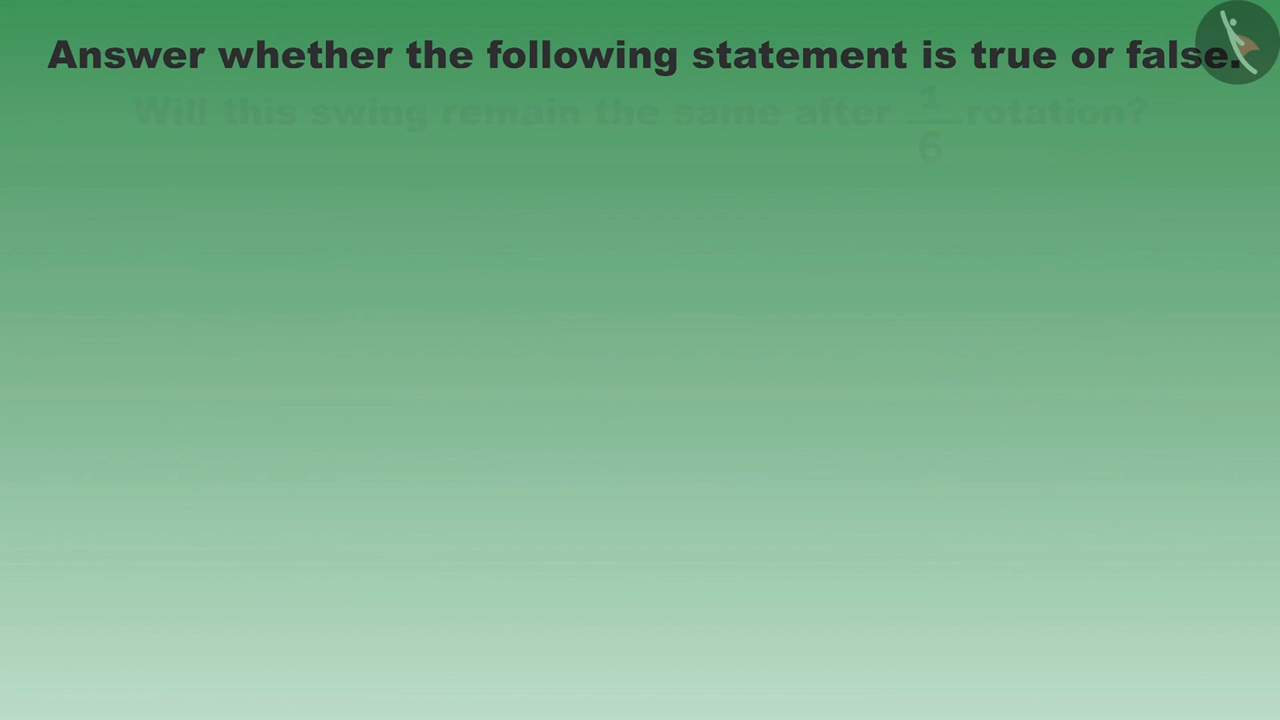 Answer whether the following statement is true or false.
Will this swing remain the same after 1/6 rotation?